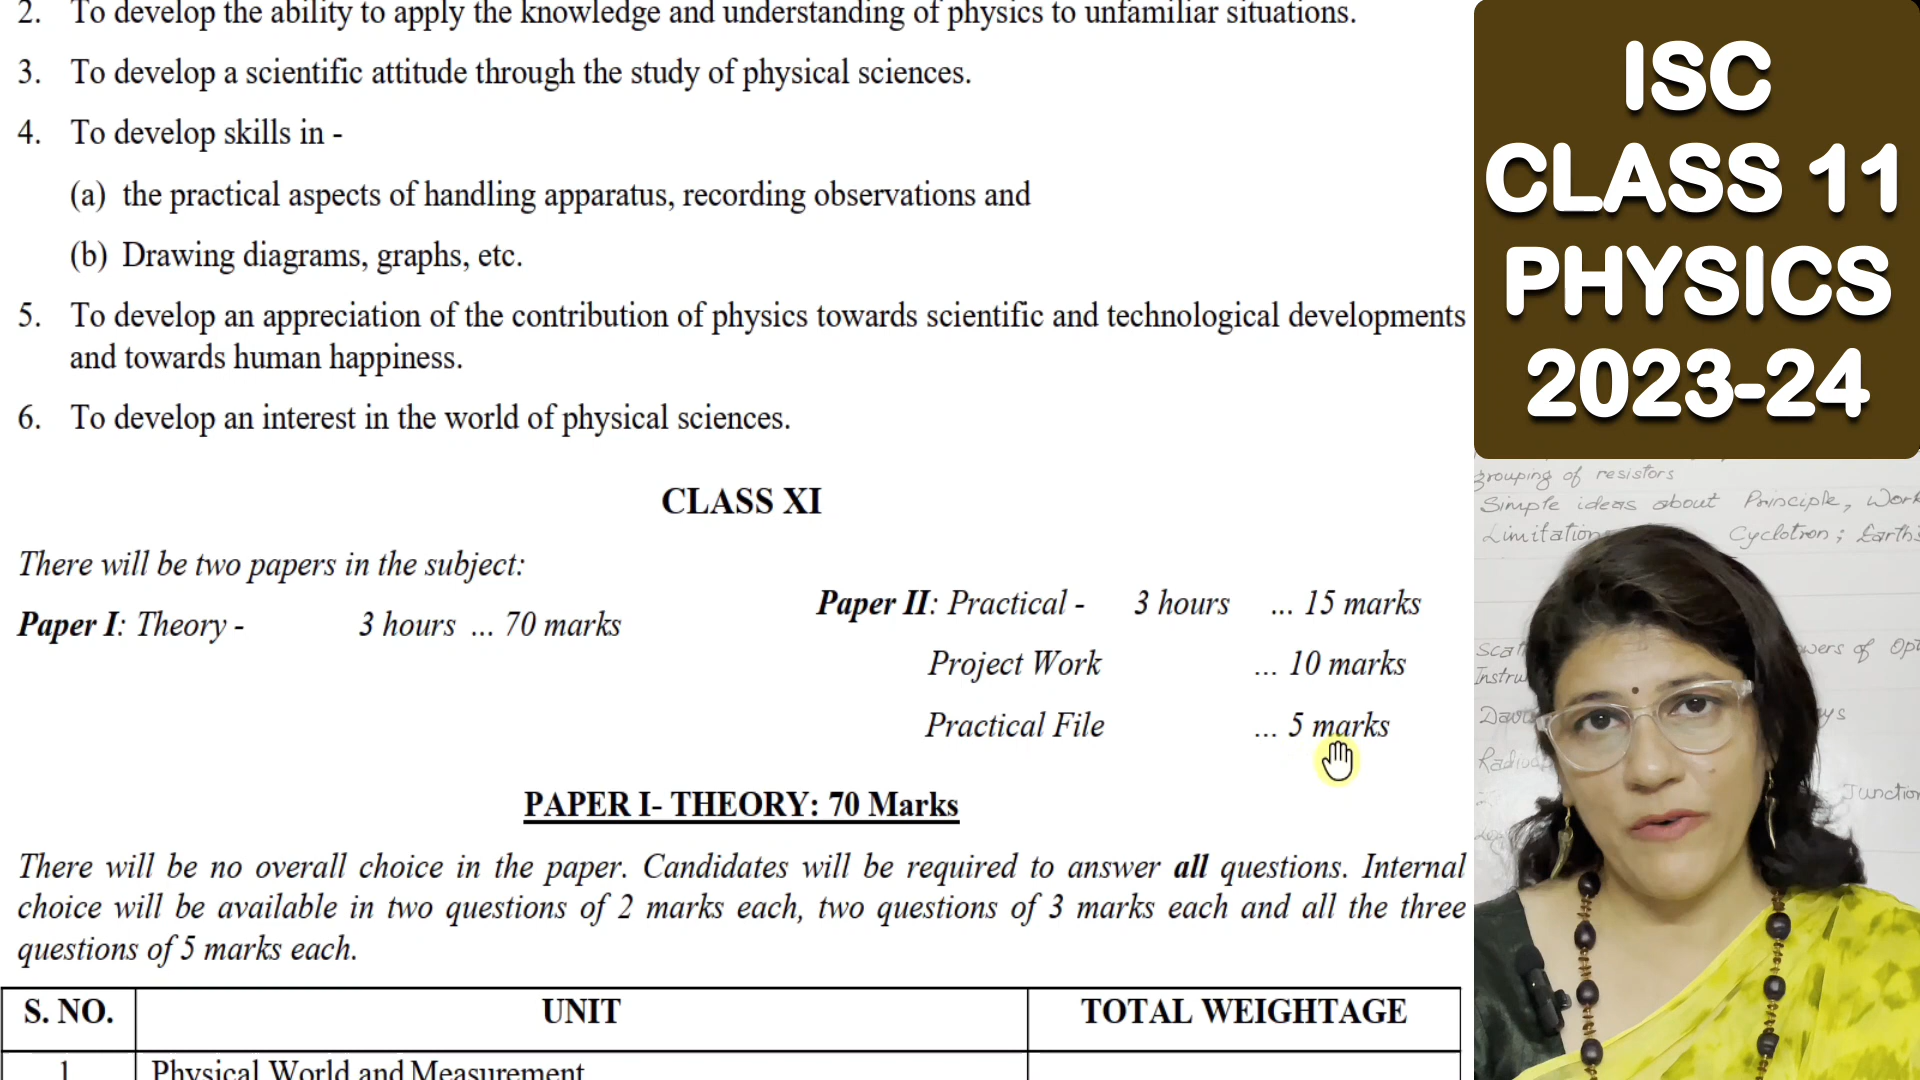 2. To develop the ability to apply the knowledge and understanding of physics to unfamiliar situations.
3. To develop a scientific attitude through the study of physical sciences.
4. To develop skills in -
(a) the practical aspects of handling apparatus, recording observations and
(b) Drawing diagrams, graphs, etc.
5. To develop an appreciation of the contribution of physics towards scientific and technological developments
and towards human happiness.
6. To develop an interest in the world of physical sciences.
CLASS XI
There will be two papers in the subject:
Paper I: Theory - 3 hours ... 70 marks
Paper II: Practical - 3 hours ... 15 marks
Project Work ... 10 marks
Practical File ... 5 marks
PAPER I- THEORY: 70 Marks
There will be no overall choice in the paper. Candidates will be required to answer all questions. Internal
choice will be available in two questions of 2 marks each, two questions of 3 marks each and all the three
questions of 5 marks each.
S. NO. UNIT TOTAL WEIGHTAGE
1 Physical World and Measurement
ISC
CLASS 11
PHYSICS
2023-24
grouping of resistors
Simple ideas about Principle,
Cyclotron;
of